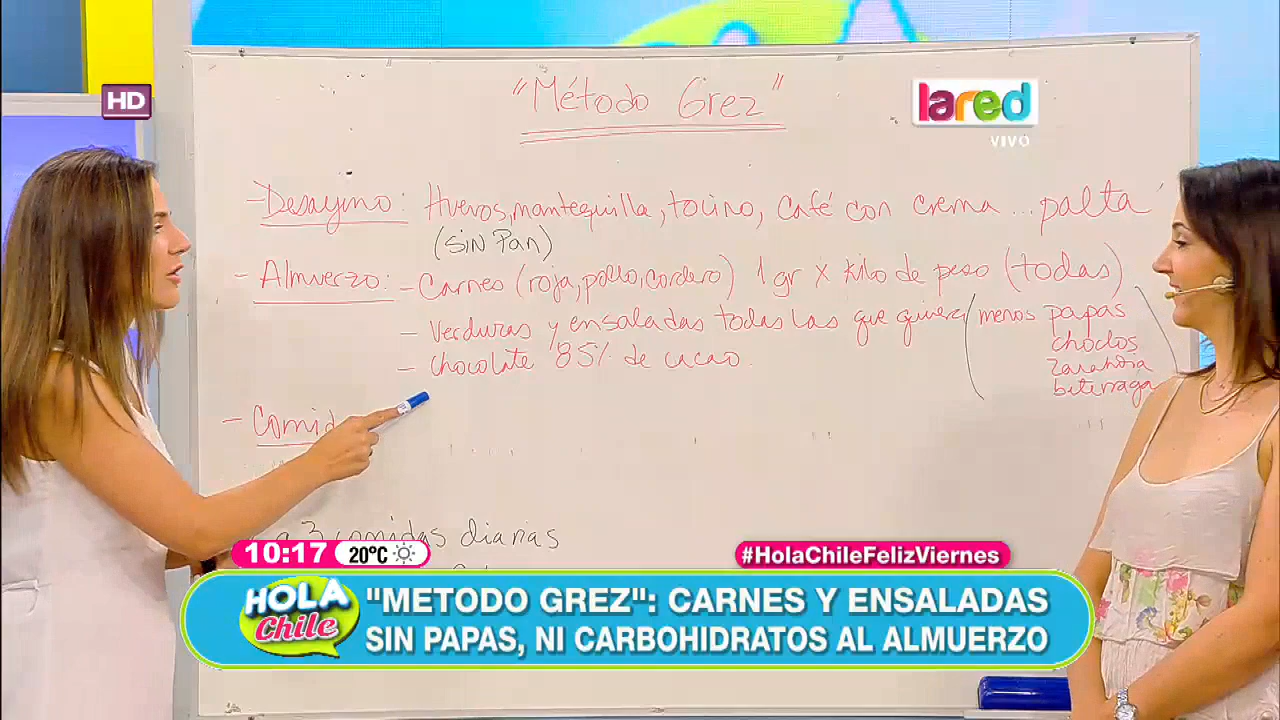 HD
"Método Grez"
lared
VIVO
- Desayuno: Huevos, mantequilla, tocino, café con crema... palta
(sin Pan)
- Almuerzo: - Carnes (roja, pollo, cordero) 1 gr x kilo de peso (todas)
- Verduras y ensaladas todas las que quiera (menos papas
choclos
zanahoria
beterraga
- Chocolate 85% de cacao.
- Comid
a 3 comidas diarias
10:17 20ºC
#HolaChileFelizViernes
HOLA Chile
"METODO GREZ": CARNES Y ENSALADAS
SIN PAPAS, NI CARBOHIDRATOS AL ALMUERZO